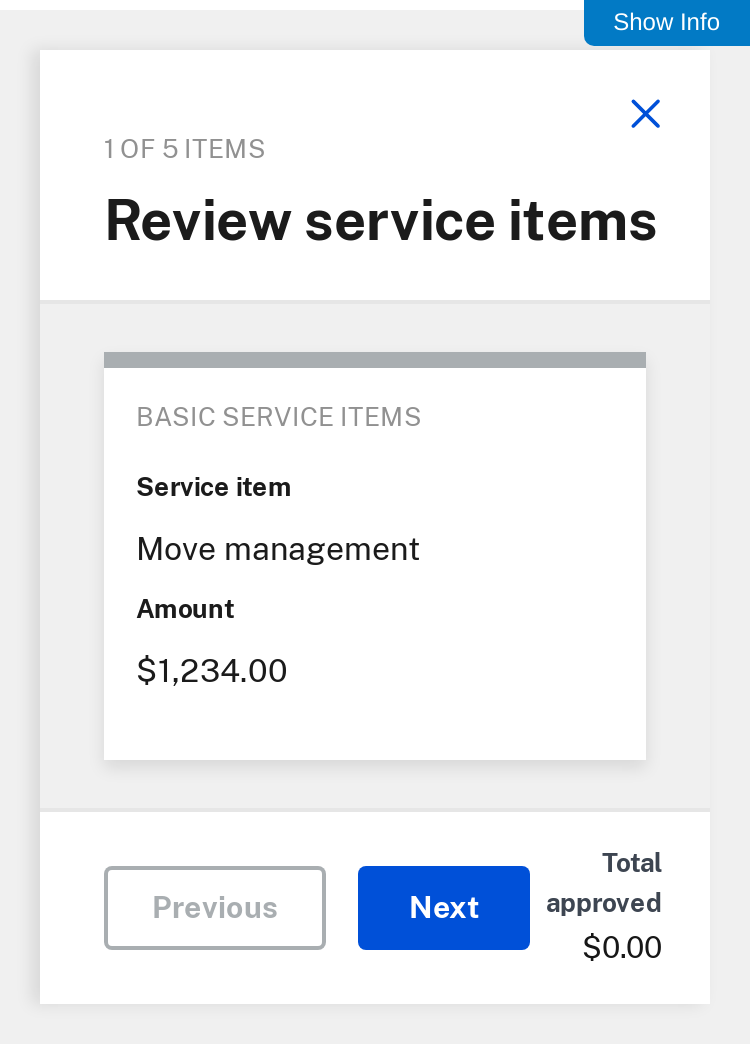 Show Info
1 OF 5 ITEMS
Review service items
BASIC SERVICE ITEMS
Service item
Move management
Amount
$1,234.00
Previous
Next
Total
approved
$0.00